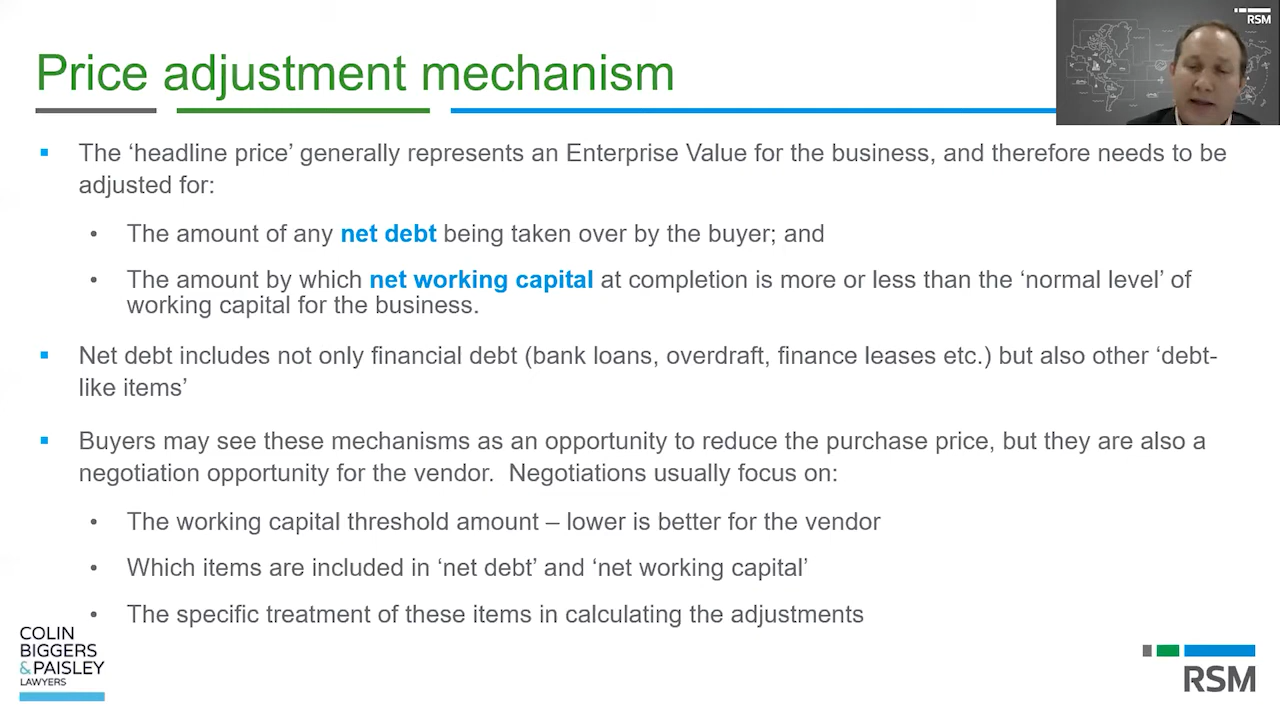 RSM
Price adjustment mechanism
▪ The ‘headline price’ generally represents an Enterprise Value for the business, and therefore needs to be
adjusted for:
• The amount of any net debt being taken over by the buyer; and
• The amount by which net working capital at completion is more or less than the ‘normal level’ of
working capital for the business.
▪ Net debt includes not only financial debt (bank loans, overdraft, finance leases etc.) but also other ‘debt-
like items’
▪ Buyers may see these mechanisms as an opportunity to reduce the purchase price, but they are also a
negotiation opportunity for the vendor.  Negotiations usually focus on:
• The working capital threshold amount – lower is better for the vendor
• Which items are included in ‘net debt’ and ‘net working capital’
• The specific treatment of these items in calculating the adjustments
COLIN
BIGGERS
&PAISLEY
LAWYERS
RSM